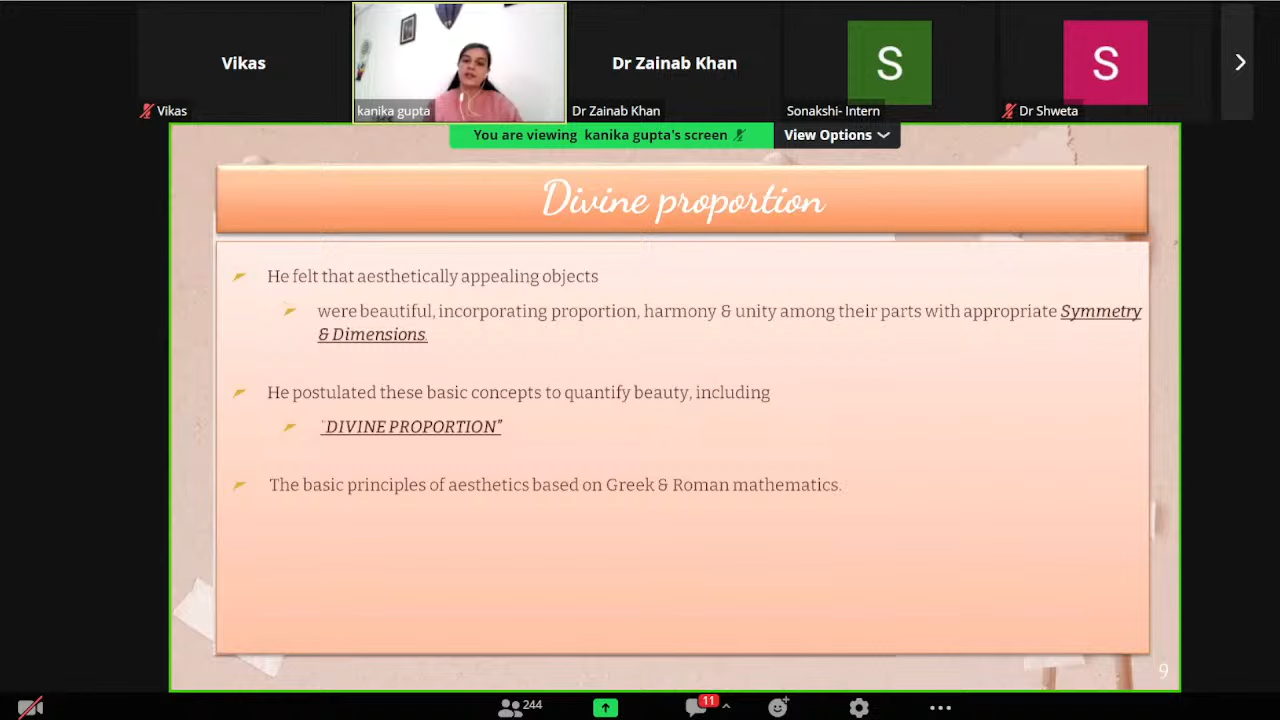 Vikas
Dr Zainab Khan
S
S
Vikas
kanika gupta
Dr Zainab Khan
Sonakshi- Intern
Dr Shweta
You are viewing kanika gupta's screen
View Options
Divine proportion
He felt that aesthetically appealing objects
were beautiful, incorporating proportion, harmony & unity among their parts with appropriate Symmetry
& Dimensions.
He postulated these basic concepts to quantify beauty, including
"DIVINE PROPORTION"
The basic principles of aesthetics based on Greek & Roman mathematics.
9
244
11